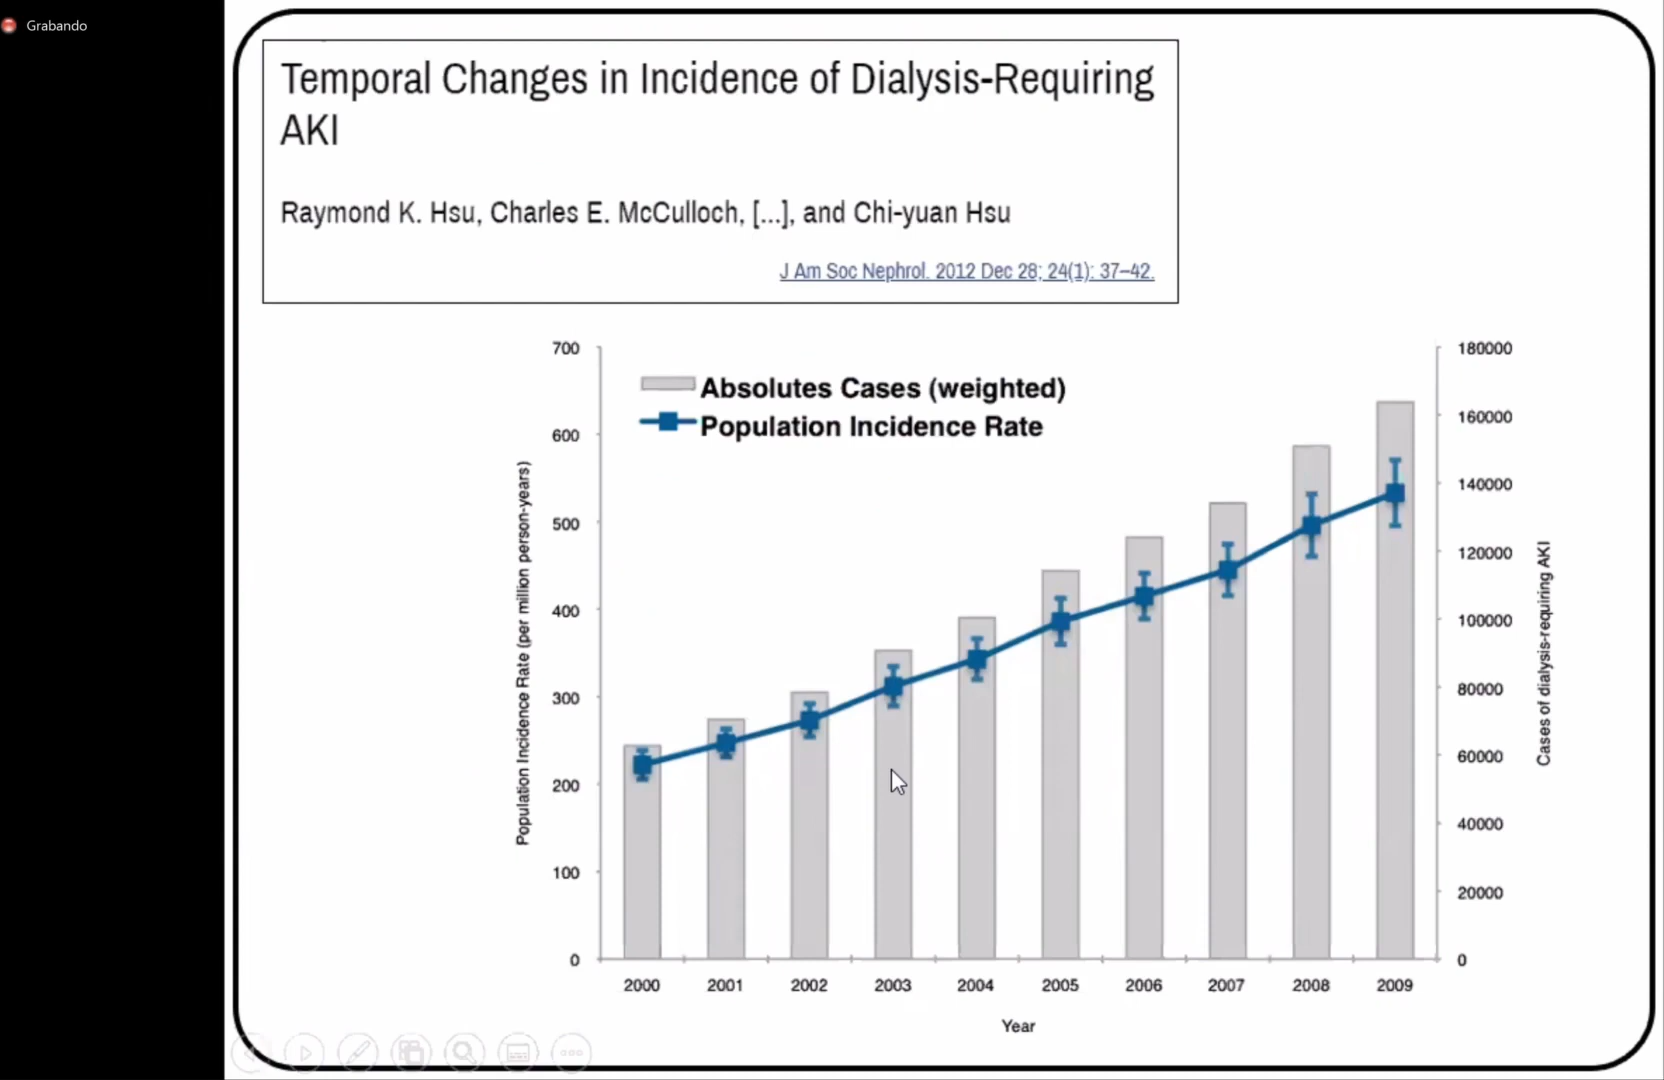 Grabando
Temporal Changes in Incidence of Dialysis-Requiring
AKI
Raymond K. Hsu, Charles E. McCulloch, [...], and Chi-yuan Hsu
J Am Soc Nephrol. 2012 Dec 28; 24(1): 37–42.
Absolutes Cases (weighted)
Population Incidence Rate
Population Incidence Rate (per million person-years)
700
600
500
400
300
200
100
0
180000
160000
140000
120000
100000
80000
60000
40000
20000
0
Cases of dialysis-requiring AKI
2000 2001 2002 2003 2004 2005 2006 2007 2008 2009
Year